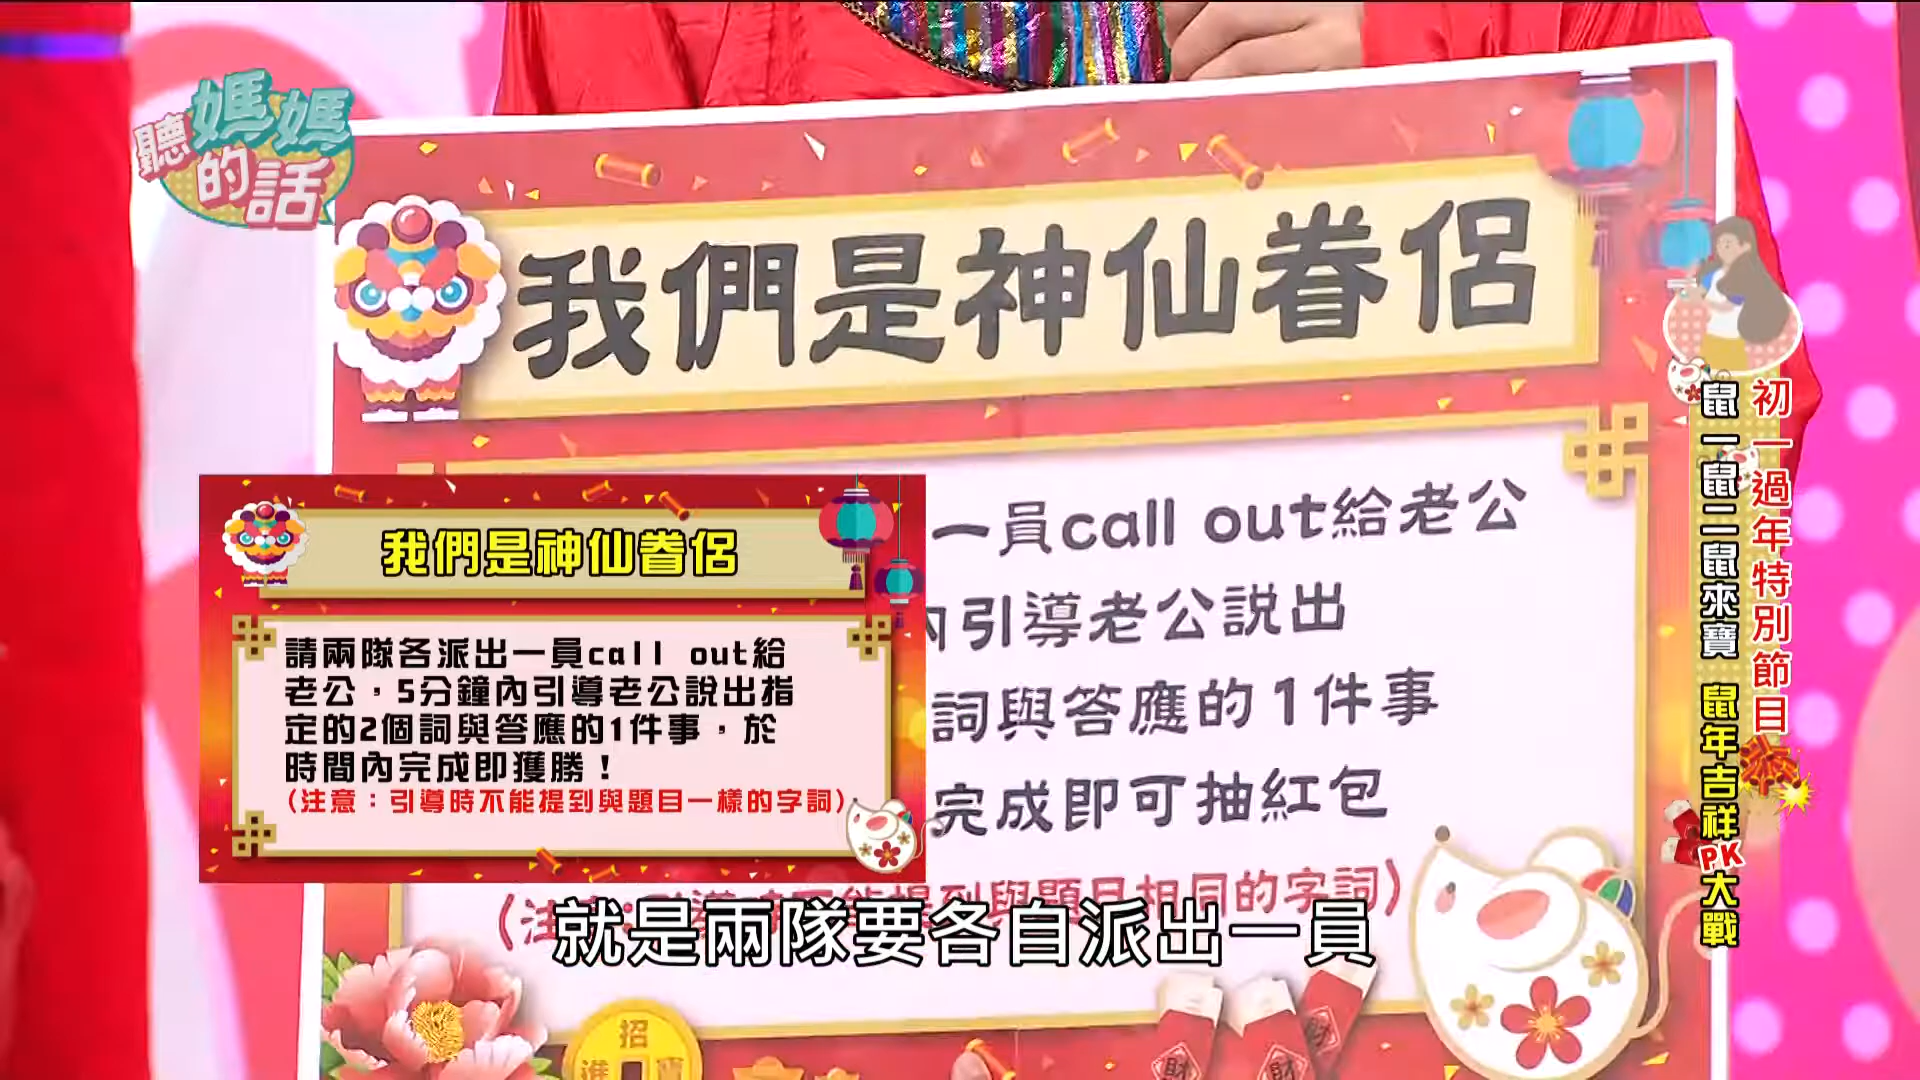 聽媽媽的話
我們是神仙眷侶
一員call out給老公
內引導老公說出
詞與答應的1件事
完成即可抽紅包
我們是神仙眷侶
請兩隊各派出一員call out給
老公，5分鐘內引導老公說出指
定的2個詞與答應的1件事，於
時間內完成即獲勝！
(注意：引導時不能提到與題目一樣的字詞)
初一過年特別節目
鼠一鼠二鼠來寶 鼠年吉祥PK大戰
就是兩隊要各自派出一員
招
進 寶
財
財
財